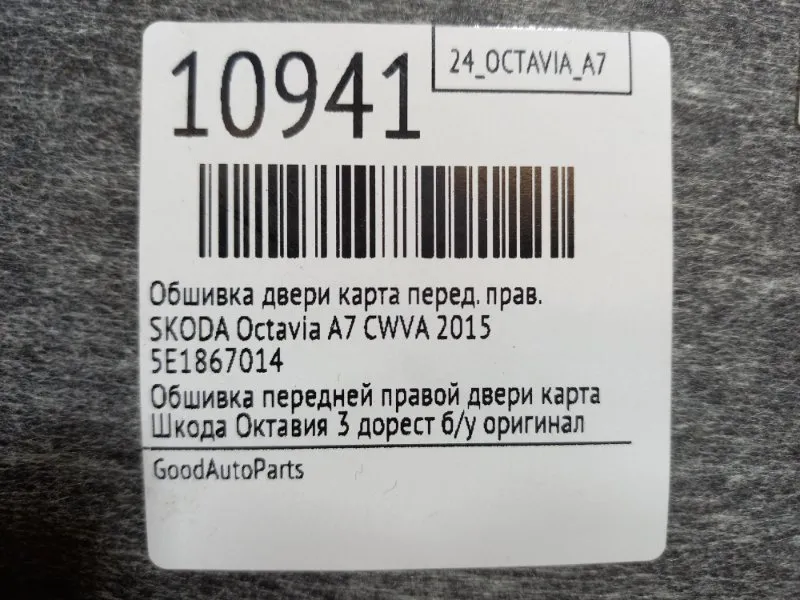 10941
24_OCTAVIA_A7
Обшивка двери карта перед. прав.
SKODA Octavia A7 CWVA 2015
5E1867014
Обшивка передней правой двери карта
Шкода Октавия 3 дорест б/у оригинал
GoodAutoParts